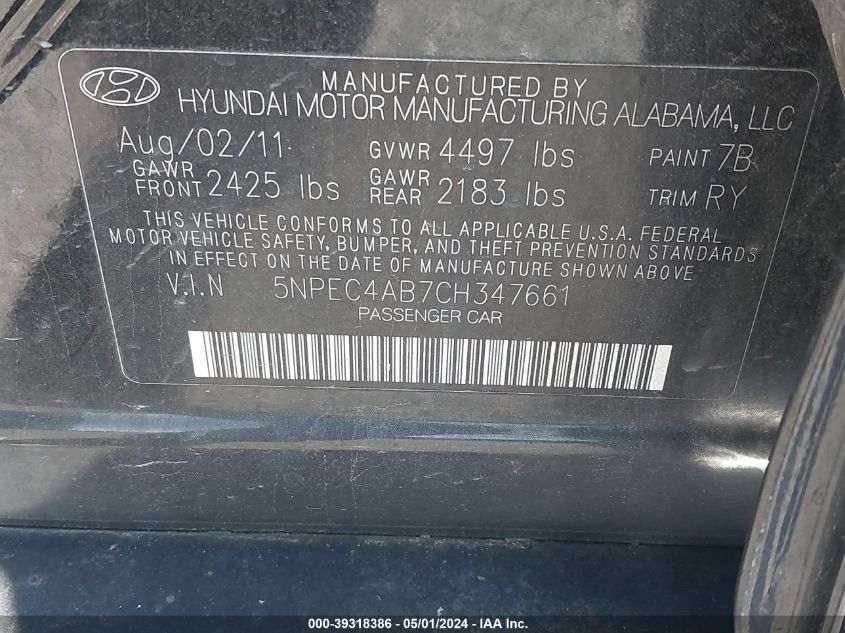 MANUFACTURED BY
HYUNDAI MOTOR MANUFACTURING ALABAMA, LLC
Aug/02/11 GVWR 4497 lbs PAINT 7B
GAWR FRONT 2425 lbs GAWR REAR 2183 lbs TRIM RY
THIS VEHICLE CONFORMS TO ALL APPLICABLE U.S.A. FEDERAL
MOTOR VEHICLE SAFETY, BUMPER, AND THEFT PREVENTION STANDARDS
IN EFFECT ON THE DATE OF MANUFACTURE SHOWN ABOVE
V.I.N 5NPEC4AB7CH347661
PASSENGER CAR
000-39318386 - 05/01/2024 - IAA Inc.